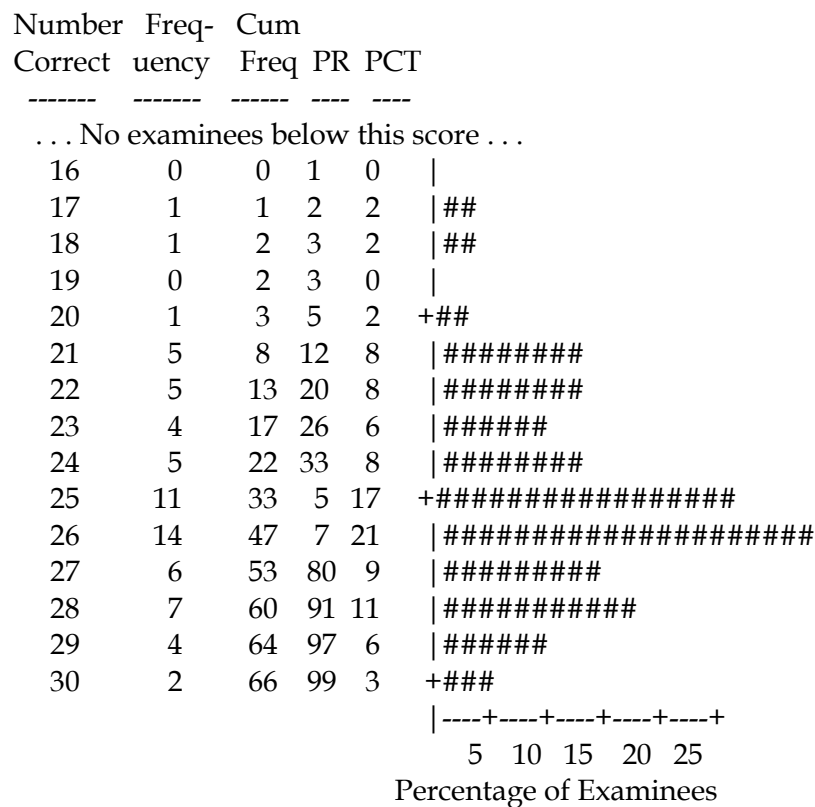 Number Freq- Cum
Correct uency Freq PR PCT
------- ------- ------ ---- ----
. . . No examinees below this score . . .
16 0 0 1 0 |
17 1 1 2 2 |##
18 1 2 3 2 |##
19 0 2 3 0 |
20 1 3 5 2 +##
21 5 8 12 8 |########
22 5 13 20 8 |########
23 4 17 26 6 |######
24 5 22 33 8 |########
25 11 33 5 17 +#################
26 14 47 7 21 |#####################
27 6 53 80 9 |#########
28 7 60 91 11 |###########
29 4 64 97 6 |######
30 2 66 99 3 +###
|----+----+----+----+----+
5 10 15 20 25
Percentage of Examinees